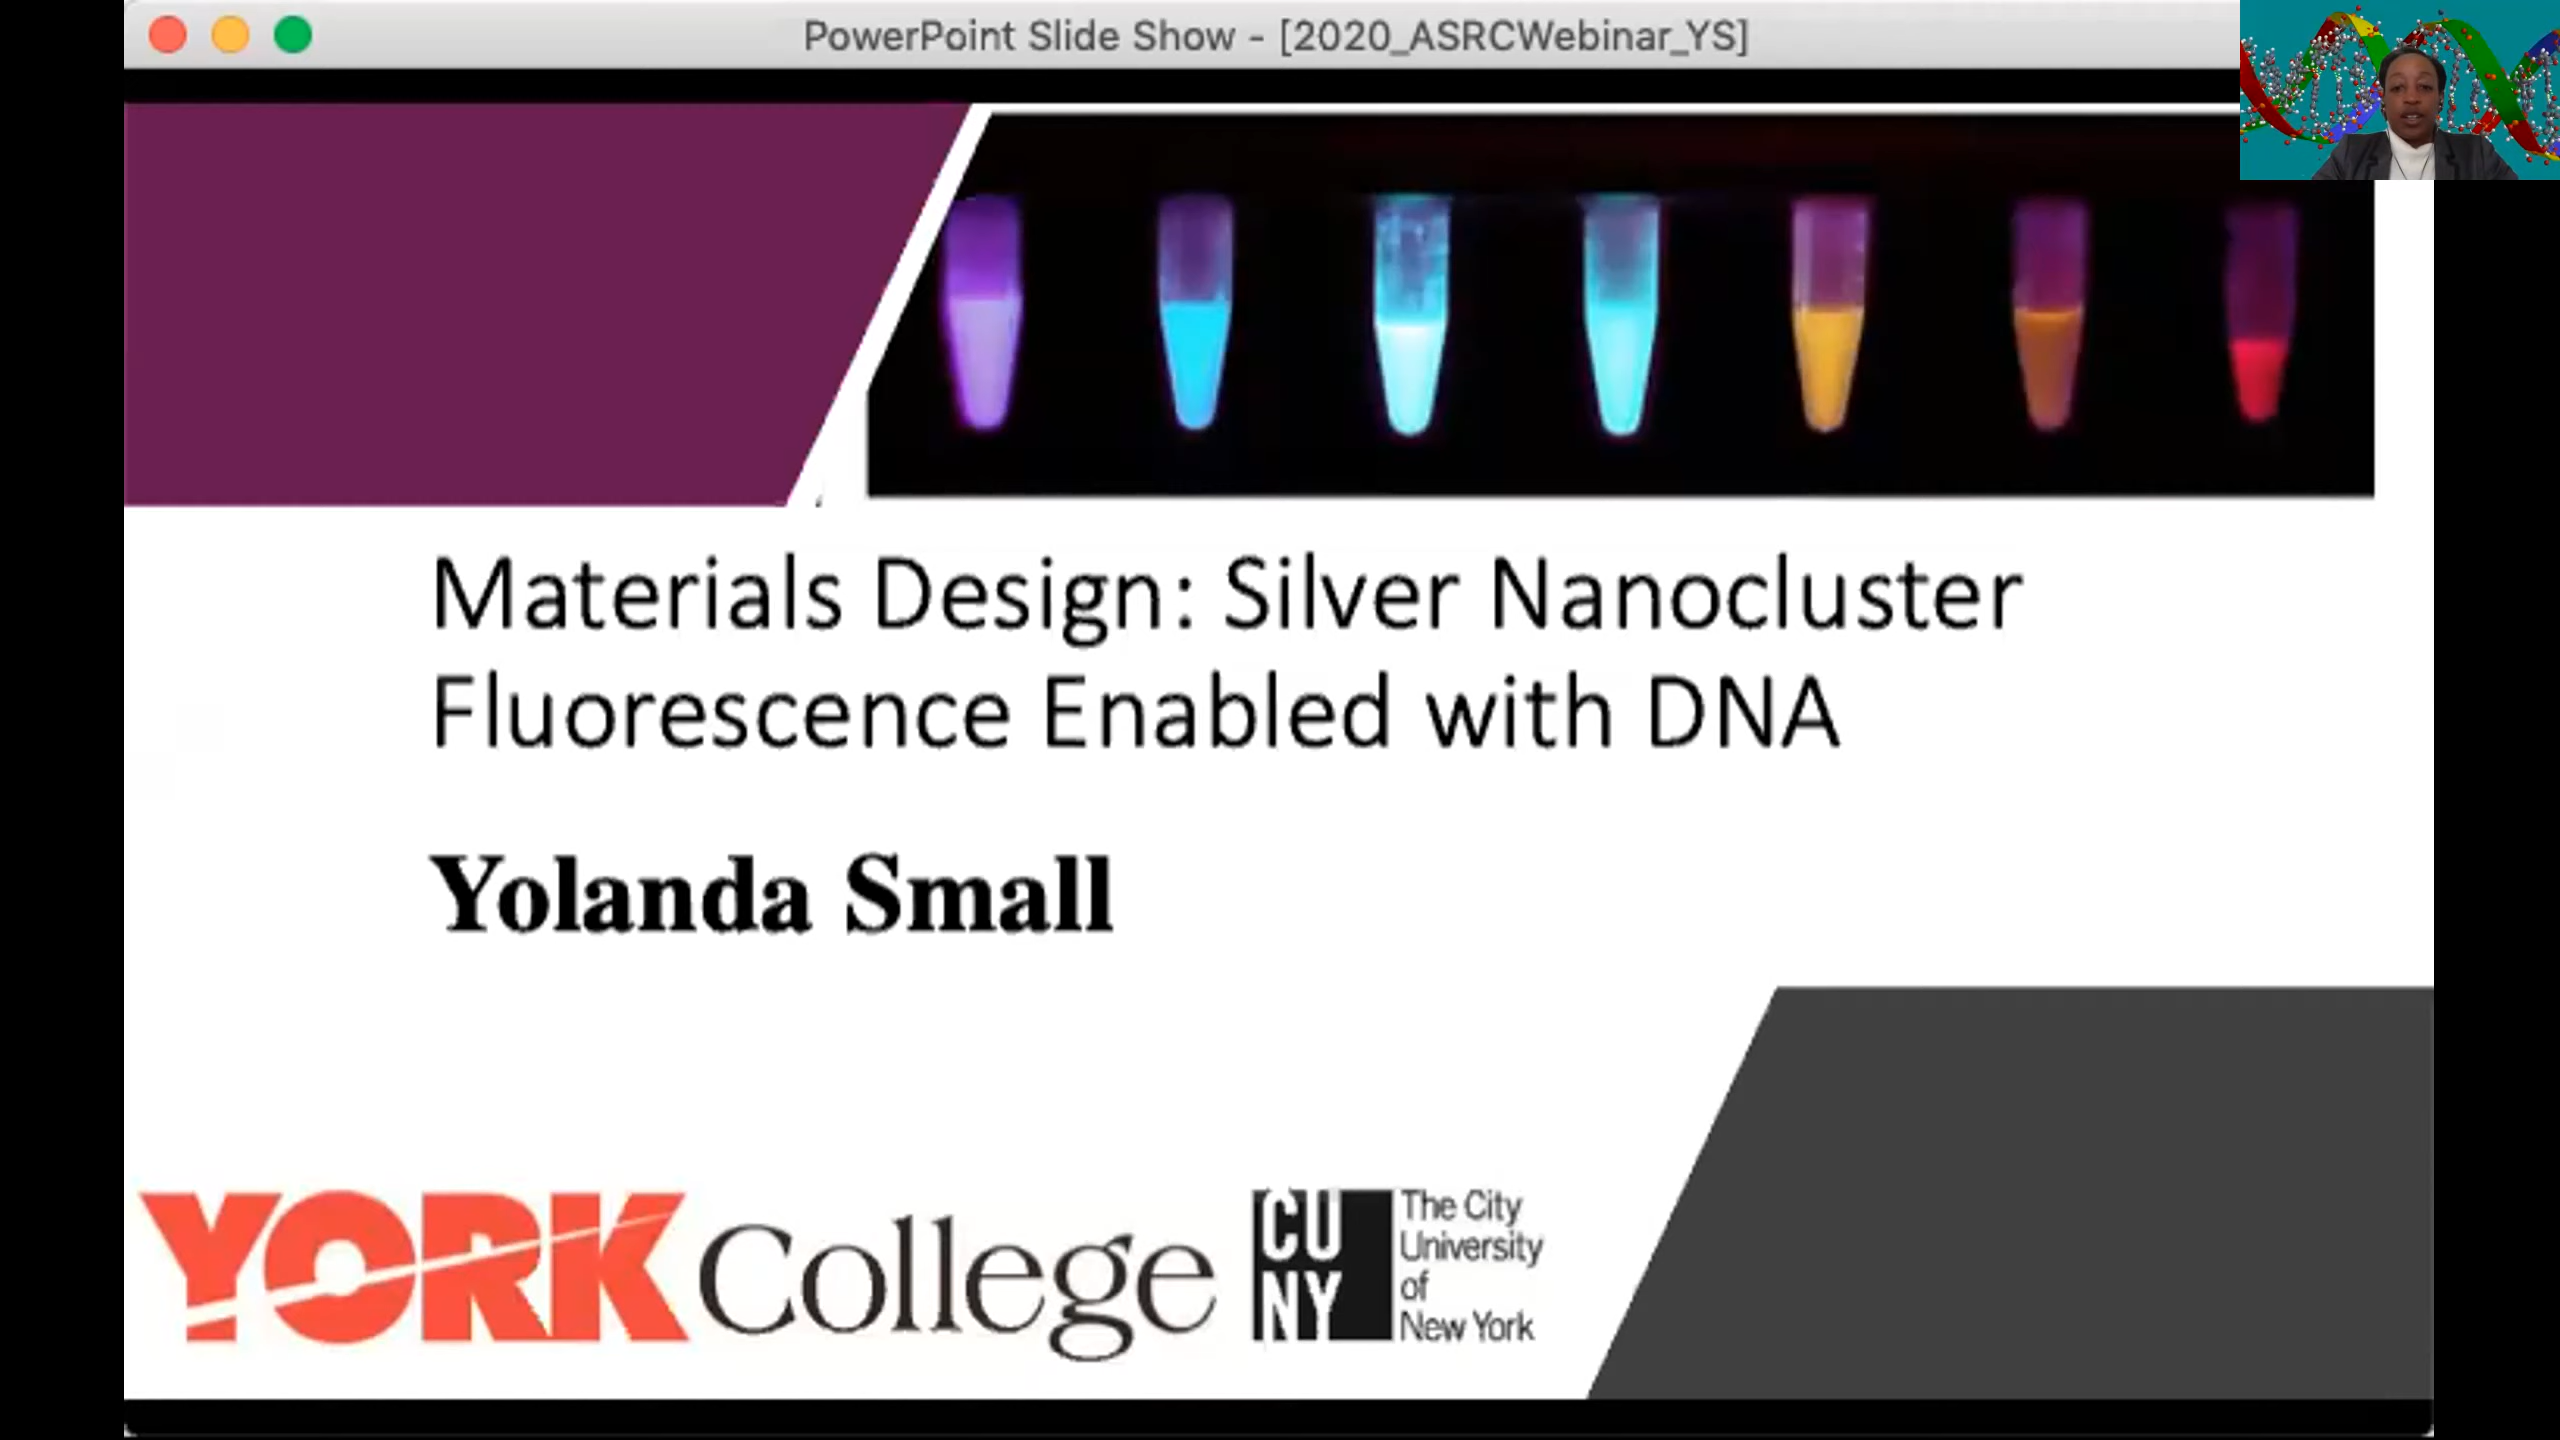 PowerPoint Slide Show - [2020_ASRCWebinar_YS]
Materials Design: Silver Nanocluster
Fluorescence Enabled with DNA
Yolanda Small
YORK College
CU
NY
The City
University
of
New York